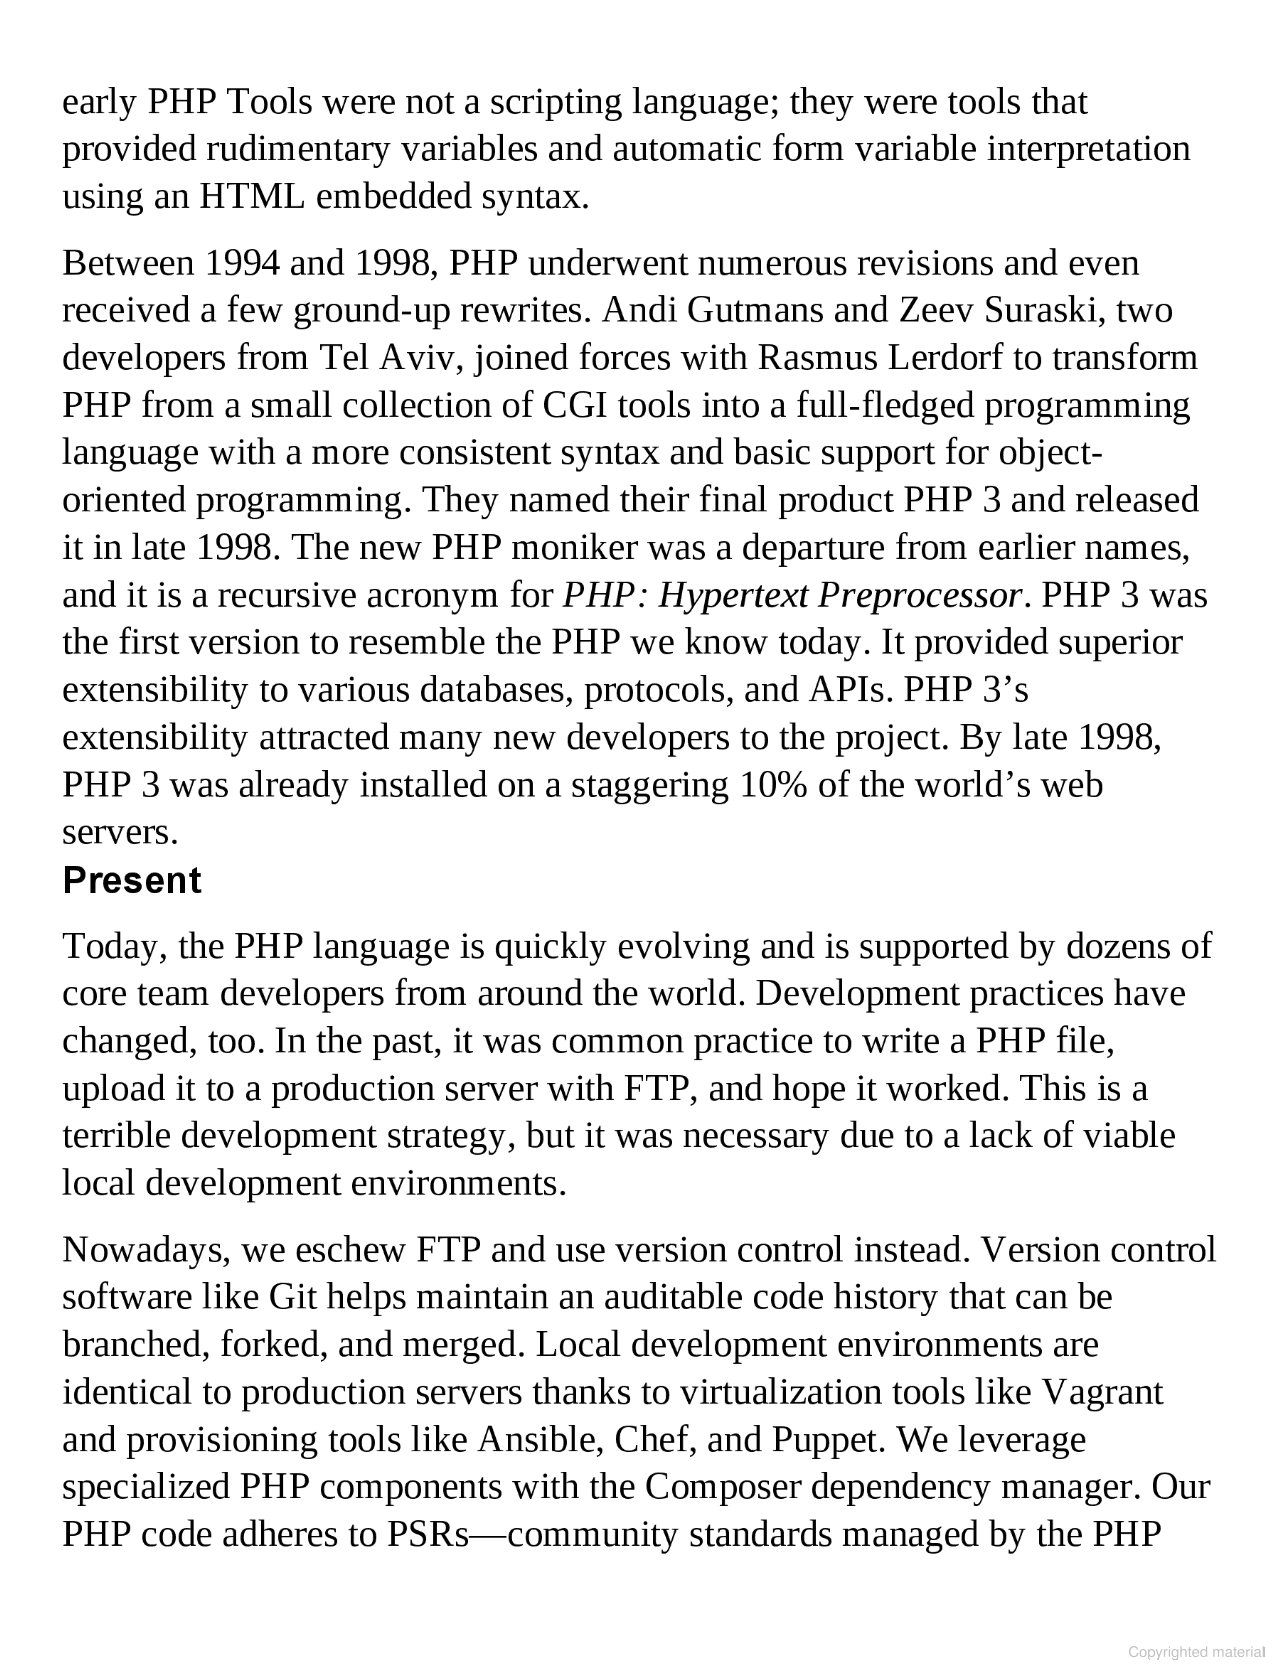 early PHP Tools were not a scripting language; they were tools that
provided rudimentary variables and automatic form variable interpretation
using an HTML embedded syntax.
Between 1994 and 1998, PHP underwent numerous revisions and even
received a few ground-up rewrites. Andi Gutmans and Zeev Suraski, two
developers from Tel Aviv, joined forces with Rasmus Lerdorf to transform
PHP from a small collection of CGI tools into a full-fledged programming
language with a more consistent syntax and basic support for object-
oriented programming. They named their final product PHP 3 and released
it in late 1998. The new PHP moniker was a departure from earlier names,
and it is a recursive acronym for PHP: Hypertext Preprocessor. PHP 3 was
the first version to resemble the PHP we know today. It provided superior
extensibility to various databases, protocols, and APIs. PHP 3’s
extensibility attracted many new developers to the project. By late 1998,
PHP 3 was already installed on a staggering 10% of the world’s web
servers.
Present
Today, the PHP language is quickly evolving and is supported by dozens of
core team developers from around the world. Development practices have
changed, too. In the past, it was common practice to write a PHP file,
upload it to a production server with FTP, and hope it worked. This is a
terrible development strategy, but it was necessary due to a lack of viable
local development environments.
Nowadays, we eschew FTP and use version control instead. Version control
software like Git helps maintain an auditable code history that can be
branched, forked, and merged. Local development environments are
identical to production servers thanks to virtualization tools like Vagrant
and provisioning tools like Ansible, Chef, and Puppet. We leverage
specialized PHP components with the Composer dependency manager. Our
PHP code adheres to PSRs—community standards managed by the PHP
Copyrighted material